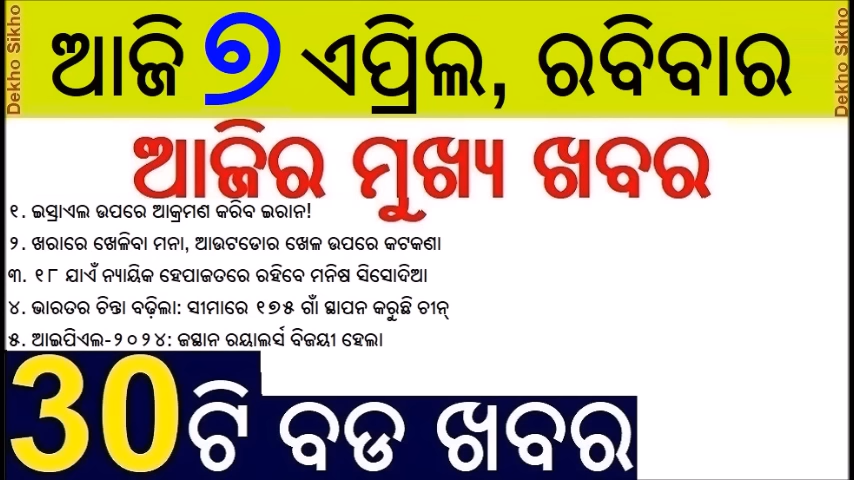 Dekho Sikho
Dekho Sikho
ଆଜି ୭ ଏପ୍ରିଲ, ରବିବାର
ଆଜିର ମୁଖ୍ୟ ଖବର
୧. ଇସ୍ରାଏଲ ଉପରେ ଆକ୍ରମଣ କରିବ ଇରାନ!
୨. ଖରାରେ ଖେଳିବା ମନା, ଆଉଟଡୋର ଖେଳ ଉପରେ କଟକଣା
୩. ୧୮ ଯାଏଁ ନ୍ୟାୟିକ ହେପାଜତରେ ରହିବେ ମନିଷ ସିସୋଦିଆ
୪. ଭାରତର ଚିନ୍ତା ବଢ଼ିଲା: ସୀମାରେ ୧୭୫ ଗାଁ ସ୍ଥାପନ କରୁଛି ଚୀନ୍
୫. ଆଇପିଏଲ-୨୦୨୪: ଜସ୍ଥାନ ରୟାଲର୍ସ ବିଜୟୀ ହେଲା
30ଟି ବଡ ଖବର